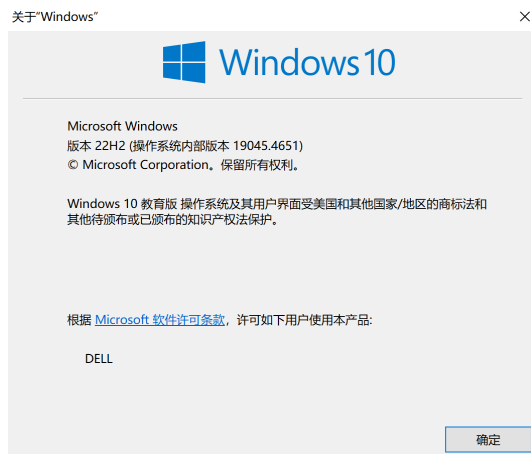 关于“Windows”
Windows 10
Microsoft Windows
版本 22H2 (操作系统内部版本 19045.4651)
© Microsoft Corporation。保留所有权利。
Windows 10 教育版 操作系统及其用户界面受美国和其他国家/地区的商标法和
其他待颁布或已颁布的知识产权法保护。
根据 Microsoft 软件许可条款，许可如下用户使用本产品:
DELL
确定